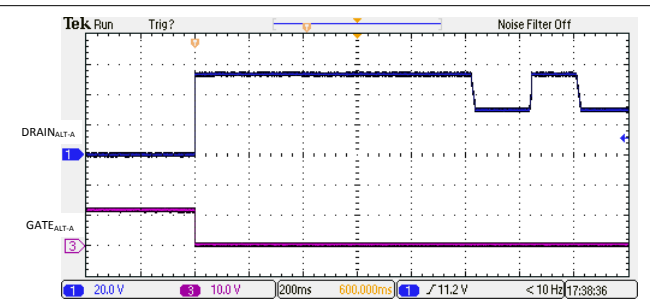 Tek Run Trig? Noise Filter Off
T
T
DRAINALT-A
1
GATEALT-A
3
1 20.0 V 3 10.0 V 200ms 600.000ms 1 11.2 V < 10 Hz 17:38:36